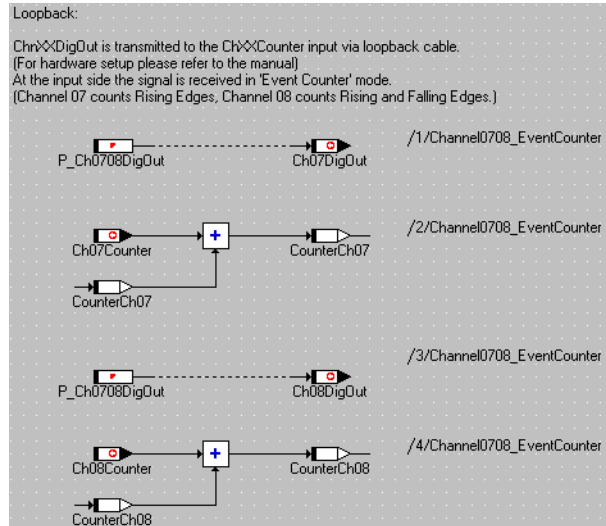 Loopback:
ChnXXDigOut is transmitted to the ChXXCounter input via loopback cable.
(For hardware setup please refer to the manual)
At the input side the signal is received in 'Event Counter' mode.
(Channel 07 counts Rising Edges, Channel 08 counts Rising and Falling Edges.)
/1/Channel0708_EventCounter
P_Ch0708DigOut
Ch07DigOut
/2/Channel0708_EventCounter
+
Ch07Counter
CounterCh07
CounterCh07
/3/Channel0708_EventCounter
P_Ch0708DigOut
Ch08DigOut
/4/Channel0708_EventCounter
+
Ch08Counter
CounterCh08
CounterCh08